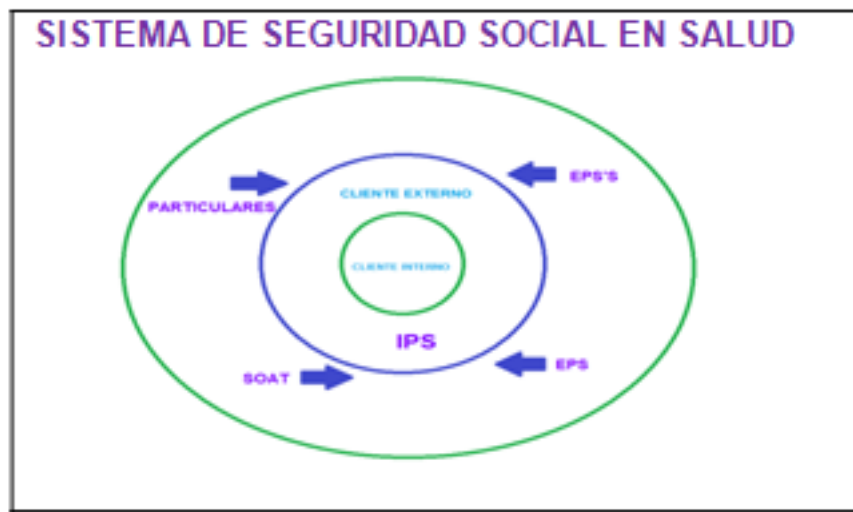 SISTEMA DE SEGURIDAD SOCIAL EN SALUD
EPS'S
CLIENTE EXTERNO
PARTICULARES
CLIENTE INTERNO
IPS
SOAT
EPS